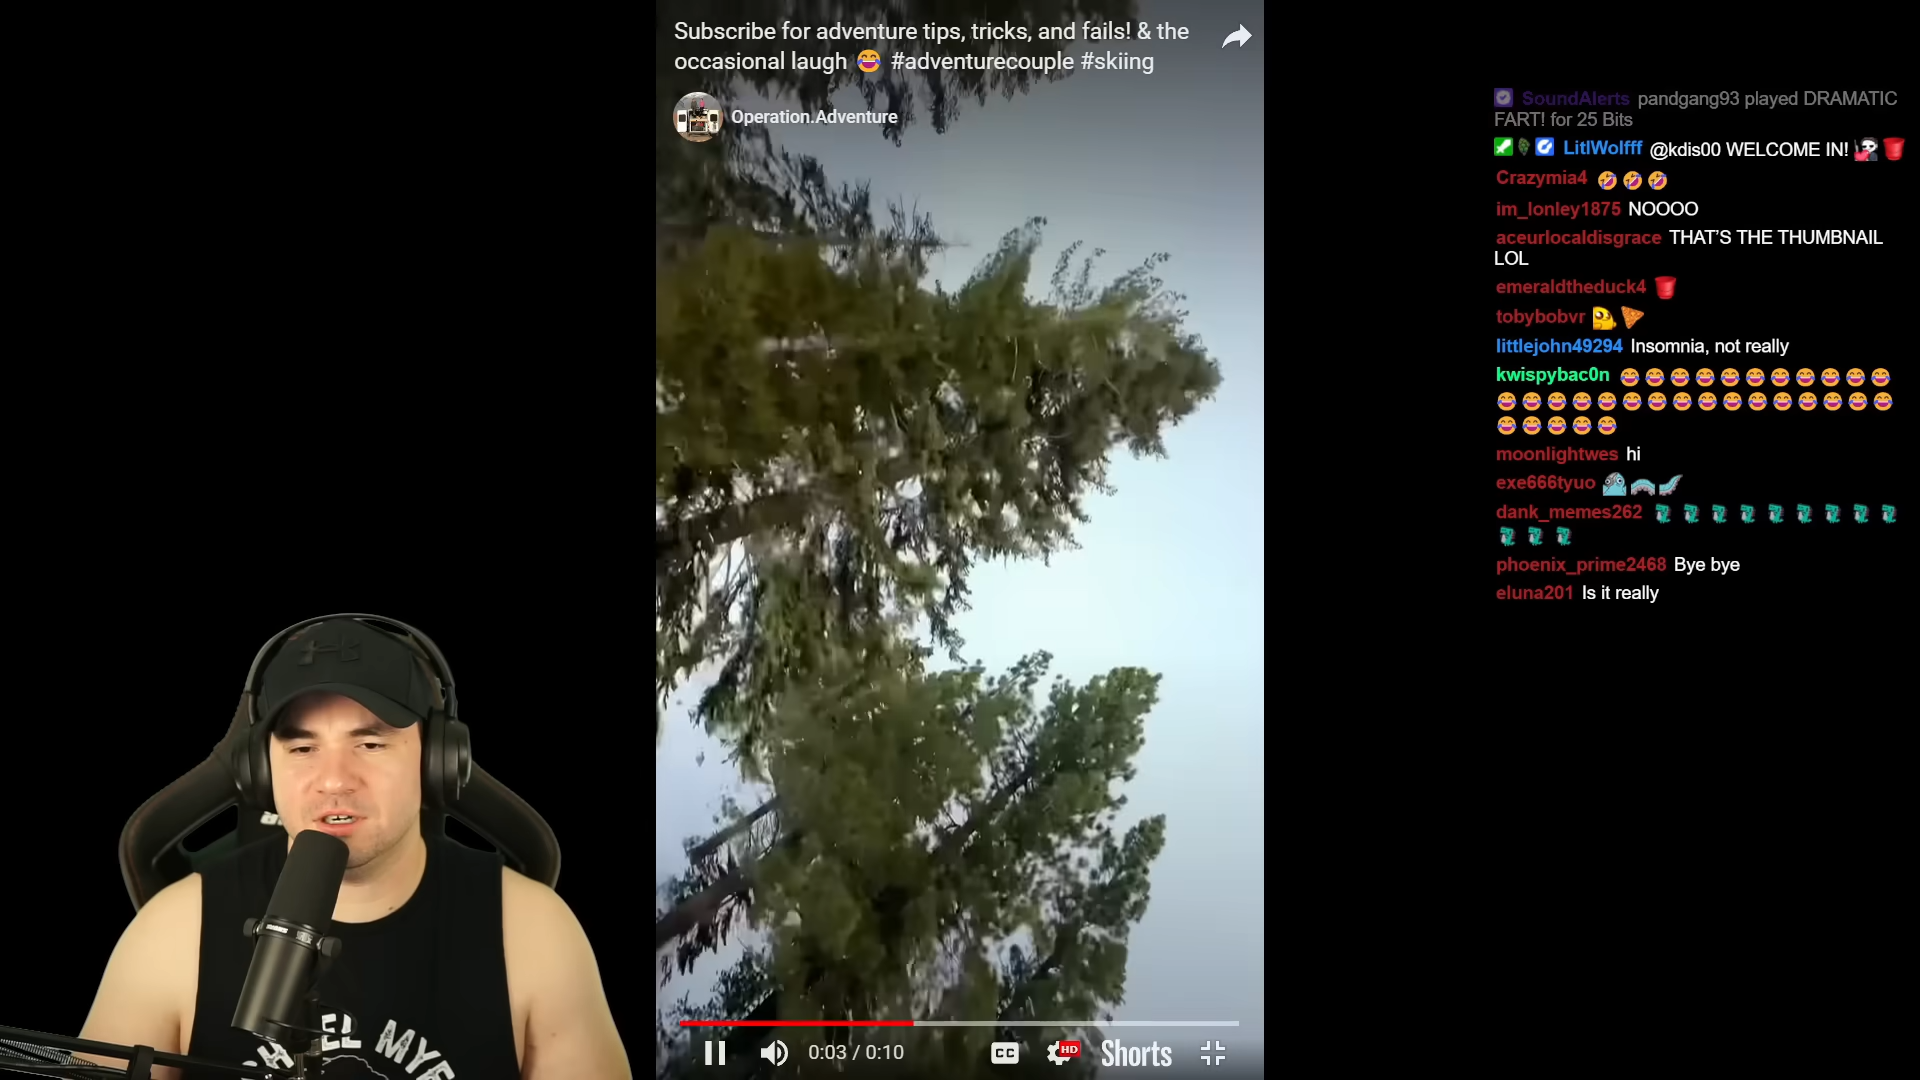 Subscribe for adventure tips, tricks, and fails! & the
occasional laugh 😂 #adventurecouple #skiing
Operation.Adventure
SoundAlerts pandgang93 played DRAMATIC
FART! for 25 Bits
LitlWolfff @kdis00 WELCOME IN!
Crazymia4 🤣🤣🤣
im_lonley1875 NOOOO
aceurlocaldisgrace THAT'S THE THUMBNAIL
LOL
emeraldtheduck4
tobybobvr
littlejohn49294 Insomnia, not really
kwispybac0n 😂😂😂😂😂😂😂😂😂😂😂
😂😂😂😂😂😂😂😂😂😂😂😂😂😂😂😂
😂😂😂😂😂
moonlightwes hi
exe666tyuo
dank_memes262
phoenix_prime2468 Bye bye
eluna201 Is it really
0:03 / 0:10
CC
HD
Shorts